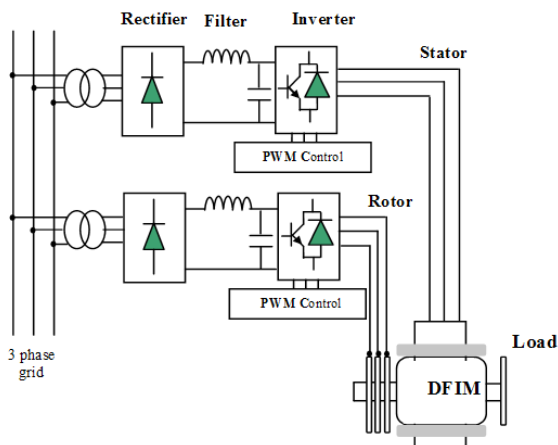 Rectifier
Filter
Inverter
Stator
PWM Control
Rotor
PWM Control
3 phase
grid
Load
DFIM